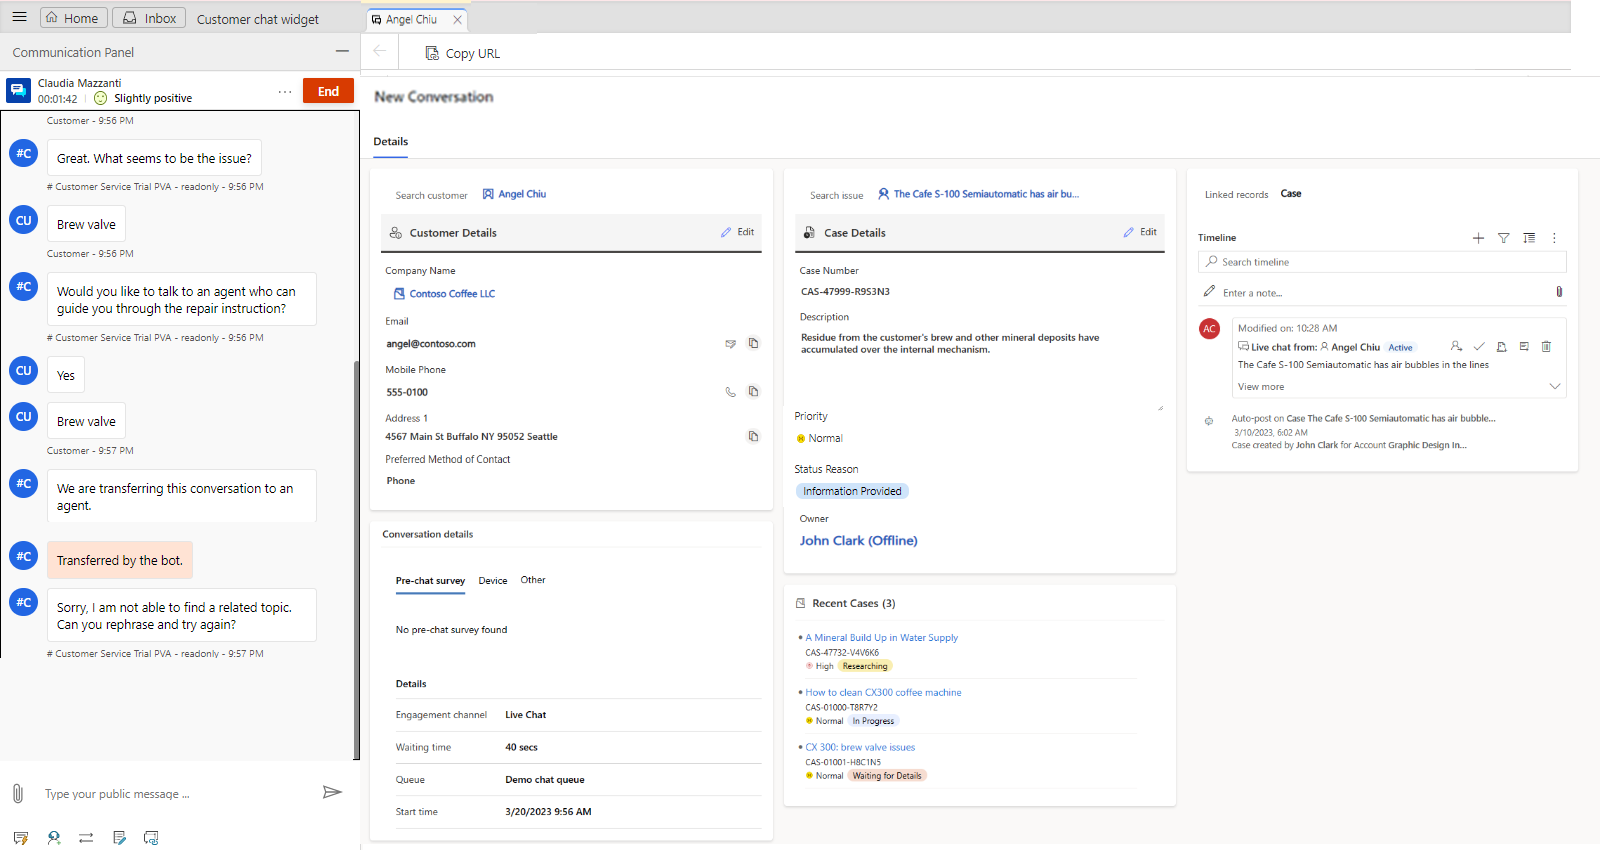 Home
Inbox
Customer chat widget
Angel Chiu
Communication Panel
Copy URL
Claudia Mazzanti
00:01:42
Slightly positive
End
New Conversation
Details
Customer - 9:56 PM
#C
Great. What seems to be the issue?
# Customer Service Trial PVA - readonly - 9:56 PM
CU
Brew valve
Customer - 9:56 PM
#C
Would you like to talk to an agent who can
guide you through the repair instruction?
# Customer Service Trial PVA - readonly - 9:56 PM
CU
Yes
CU
Brew valve
Customer - 9:57 PM
#C
We are transferring this conversation to an
agent.
#C
Transferred by the bot.
#C
Sorry, I am not able to find a related topic.
Can you rephrase and try again?
# Customer Service Trial PVA - readonly - 9:57 PM
Type your public message ...
Search customer
Angel Chiu
Customer Details
Edit
Company Name
Contoso Coffee LLC
Email
angel@contoso.com
Mobile Phone
555-0100
Address 1
4567 Main St Buffalo NY 95052 Seattle
Preferred Method of Contact
Phone
Conversation details
Pre-chat survey
Device
Other
No pre-chat survey found
Details
Engagement channel
Live Chat
Waiting time
40 secs
Queue
Demo chat queue
Start time
3/20/2023 9:56 AM
Search issue
The Cafe S-100 Semiautomatic has air bu...
Case Details
Edit
Case Number
CAS-47999-R9S3N3
Description
Residue from the customer's brew and other mineral deposits have
accumulated over the internal mechanism.
Priority
Normal
Status Reason
Information Provided
Owner
John Clark (Offline)
Recent Cases (3)
A Mineral Build Up in Water Supply
CAS-47732-V4V6K6
High
Researching
How to clean CX300 coffee machine
CAS-01000-T8R7Y2
Normal
In Progress
CX 300: brew valve issues
CAS-01001-H8C1N5
Normal
Waiting for Details
Linked records
Case
Timeline
Search timeline
Enter a note...
AC
Modified on: 10:28 AM
Live chat from: Angel Chiu
Active
The Cafe S-100 Semiautomatic has air bubbles in the lines
View more
Auto-post on Case The Cafe S-100 Semiautomatic has air bubble...
3/10/2023, 6:02 AM
Case created by John Clark for Account Graphic Design In...